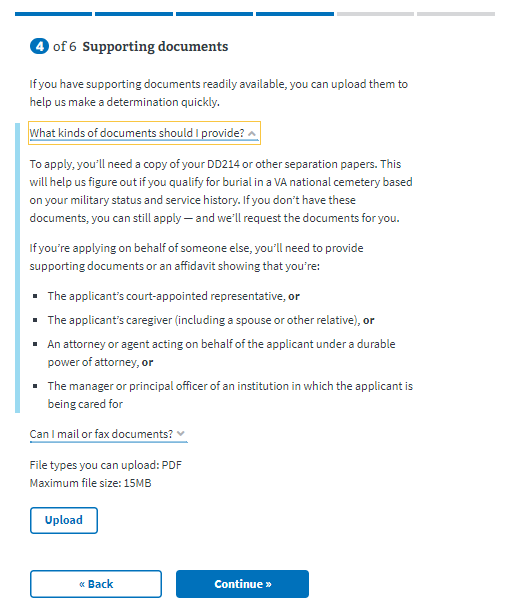 4 of 6 Supporting documents
If you have supporting documents readily available, you can upload them to
help us make a determination quickly.
What kinds of documents should I provide?
To apply, you’ll need a copy of your DD214 or other separation papers. This
will help us figure out if you qualify for burial in a VA national cemetery based
on your military status and service history. If you don’t have these
documents, you can still apply — and we’ll request the documents for you.
If you’re applying on behalf of someone else, you’ll need to provide
supporting documents or an affidavit showing that you’re:
▪ The applicant’s court-appointed representative, or
▪ The applicant’s caregiver (including a spouse or other relative), or
▪ An attorney or agent acting on behalf of the applicant under a durable
power of attorney, or
▪ The manager or principal officer of an institution in which the applicant is
being cared for
Can I mail or fax documents?
File types you can upload: PDF
Maximum file size: 15MB
Upload
« Back
Continue »